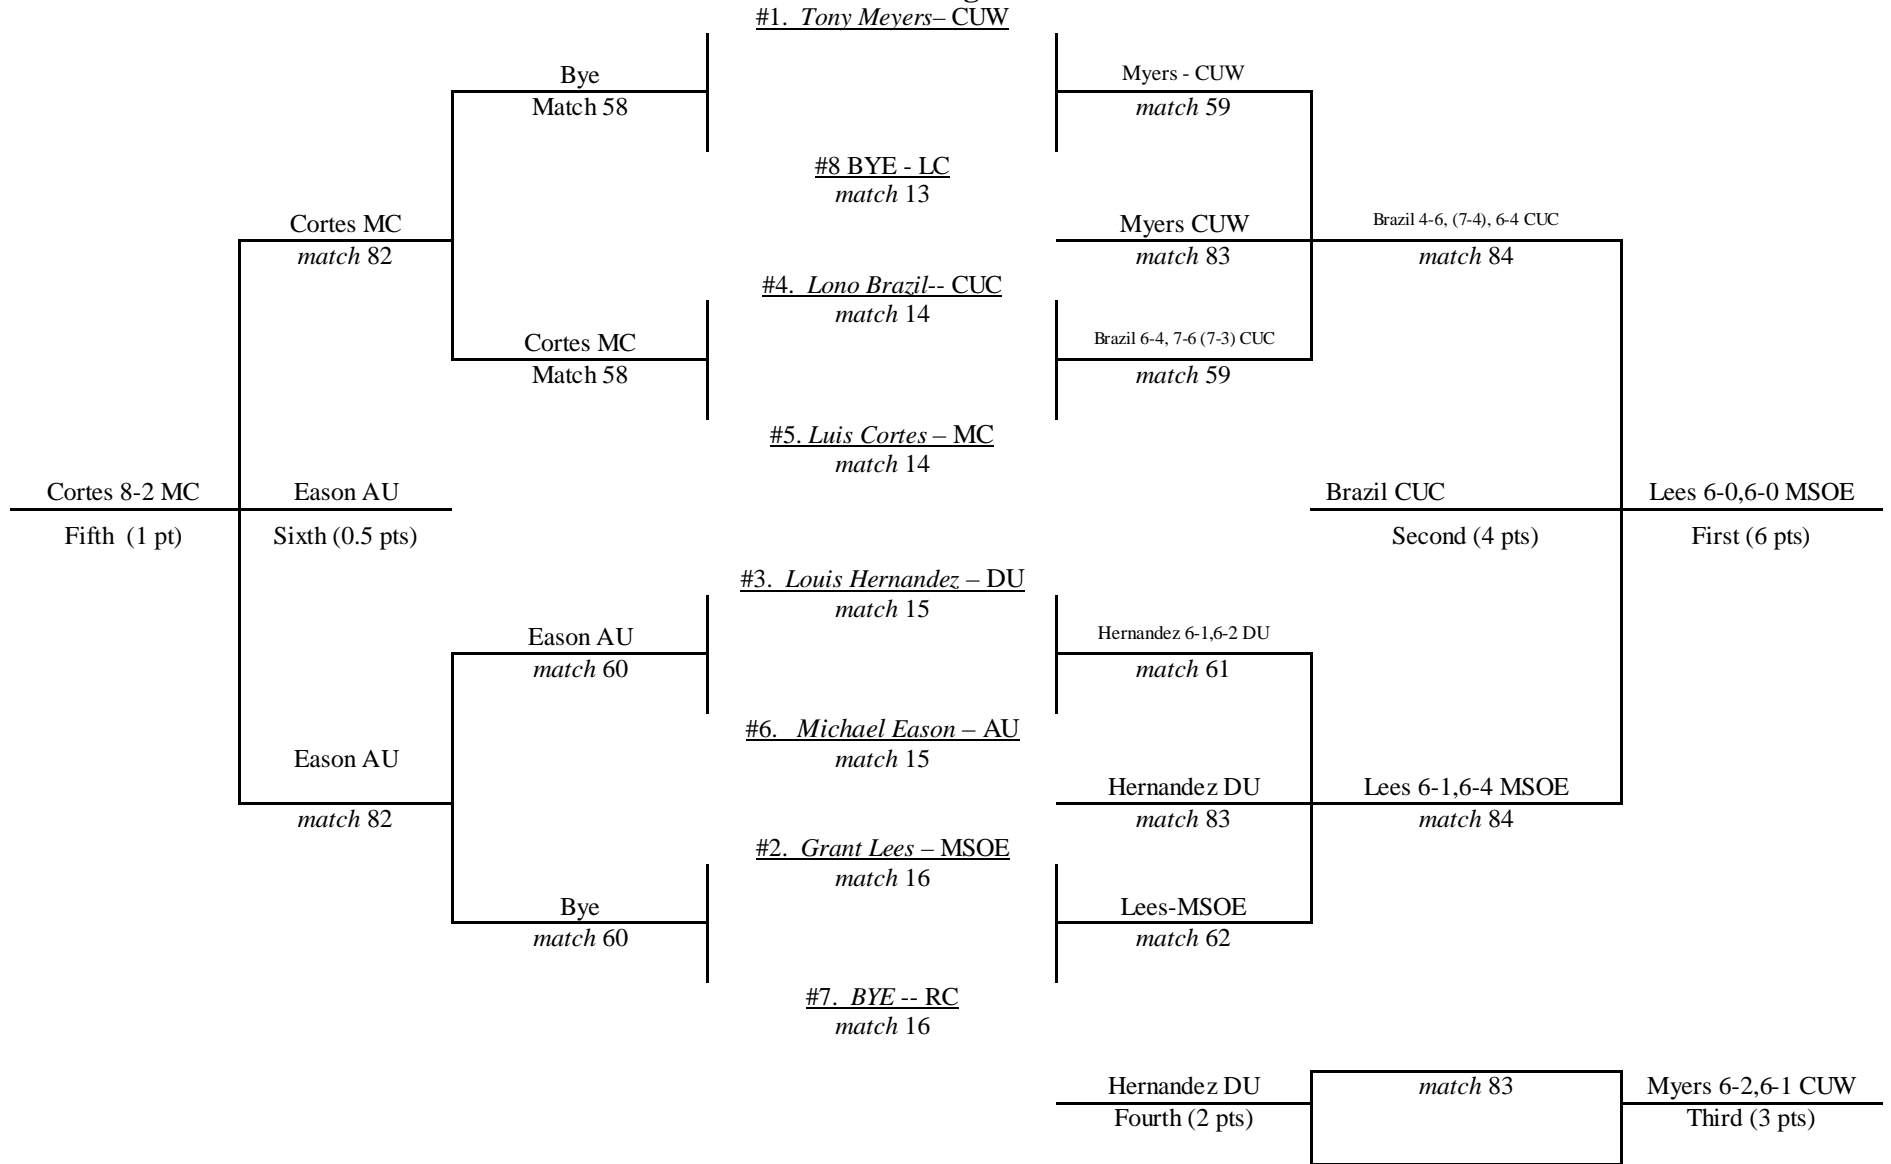 #1. Tony Meyers– CUW
Bye
Myers - CUW
Match 58
match 59
#8 BYE - LC
match 13
Cortes MC
Myers CUW
Brazil 4-6, (7-4), 6-4 CUC
match 82
match 83
match 84
#4. Lono Brazil-- CUC
match 14
Cortes MC
Brazil 6-4, 7-6 (7-3) CUC
Match 58
match 59
#5. Luis Cortes – MC
match 14
Cortes 8-2 MC
Eason AU
Brazil CUC
Lees 6-0,6-0 MSOE
Fifth (1 pt)
Sixth (0.5 pts)
Second (4 pts)
First (6 pts)
#3. Louis Hernandez – DU
match 15
Eason AU
Hernandez 6-1,6-2 DU
match 60
match 61
#6. Michael Eason – AU
match 15
Eason AU
Hernandez DU
Lees 6-1,6-4 MSOE
match 82
match 83
match 84
#2. Grant Lees – MSOE
match 16
Bye
Lees-MSOE
match 60
match 62
#7. BYE -- RC
match 16
Hernandez DU
match 83
Myers 6-2,6-1 CUW
Fourth (2 pts)
Third (3 pts)